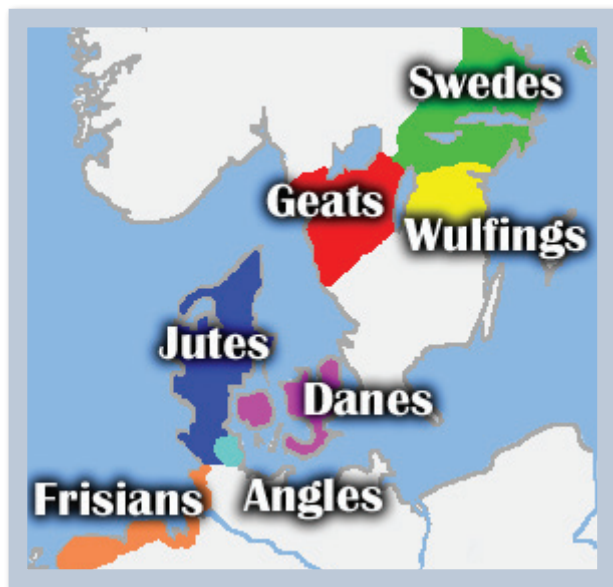 Swedes
Geats
Wulfings
Jutes
Danes
Frisians
Angles